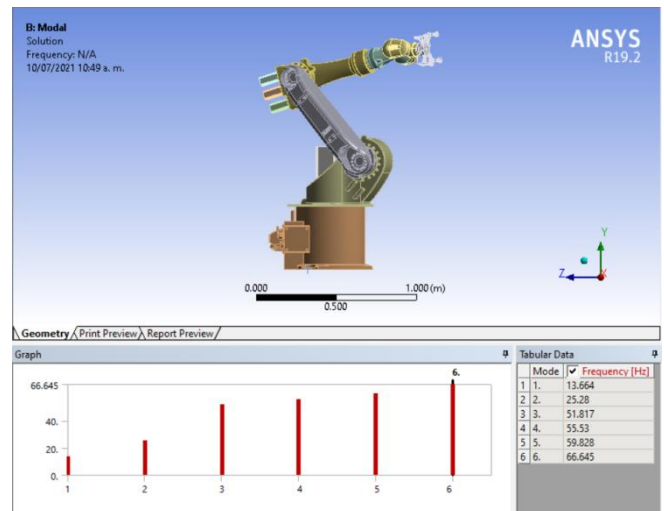 B: Modal
Solution
Frequency: N/A
10/07/2021 10:49 a. m.
ANSYS
R19.2
Y
Z
X
0.000
1.000 (m)
0.500
Geometry Print Preview Report Preview
Graph
66.645
40.
20.
0.
6.
1 2 3 4 5 6
Tabular Data
Mode Frequency [Hz]
1 1. 13.664
2 2. 25.28
3 3. 51.817
4 4. 55.53
5 5. 59.828
6 6. 66.645